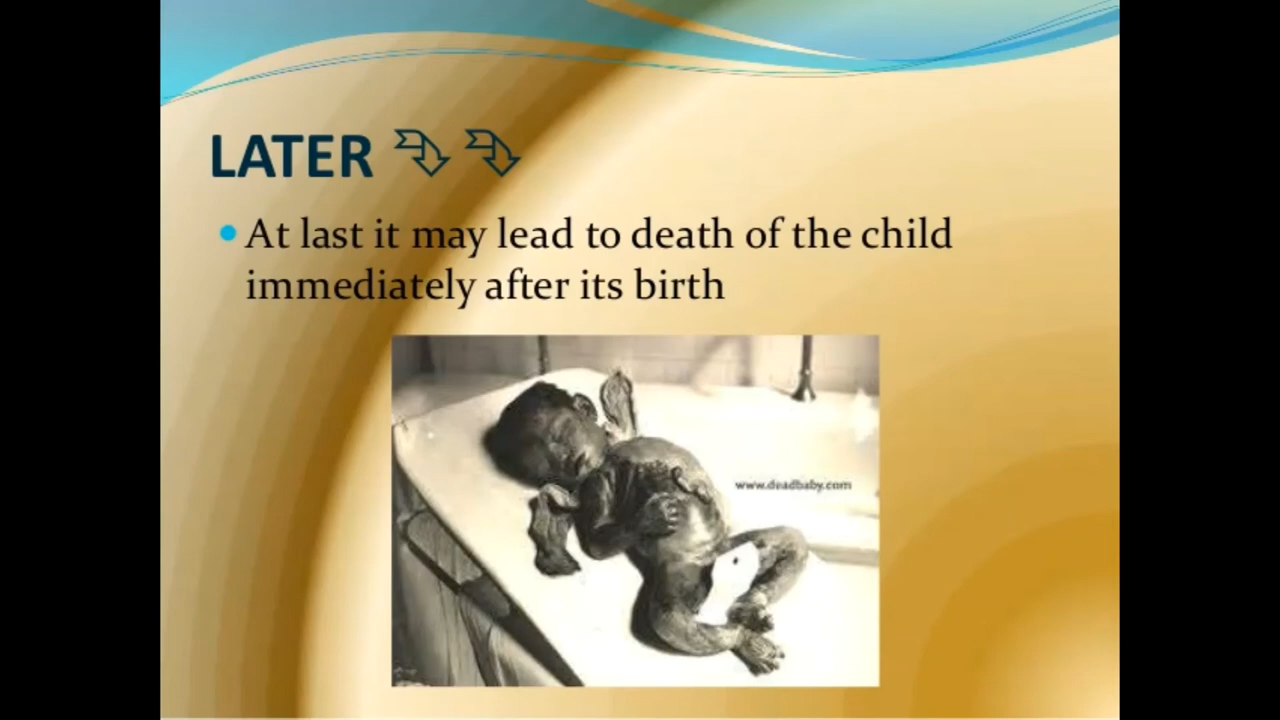 LATER
• At last it may lead to death of the child
immediately after its birth
www.deadbaby.com